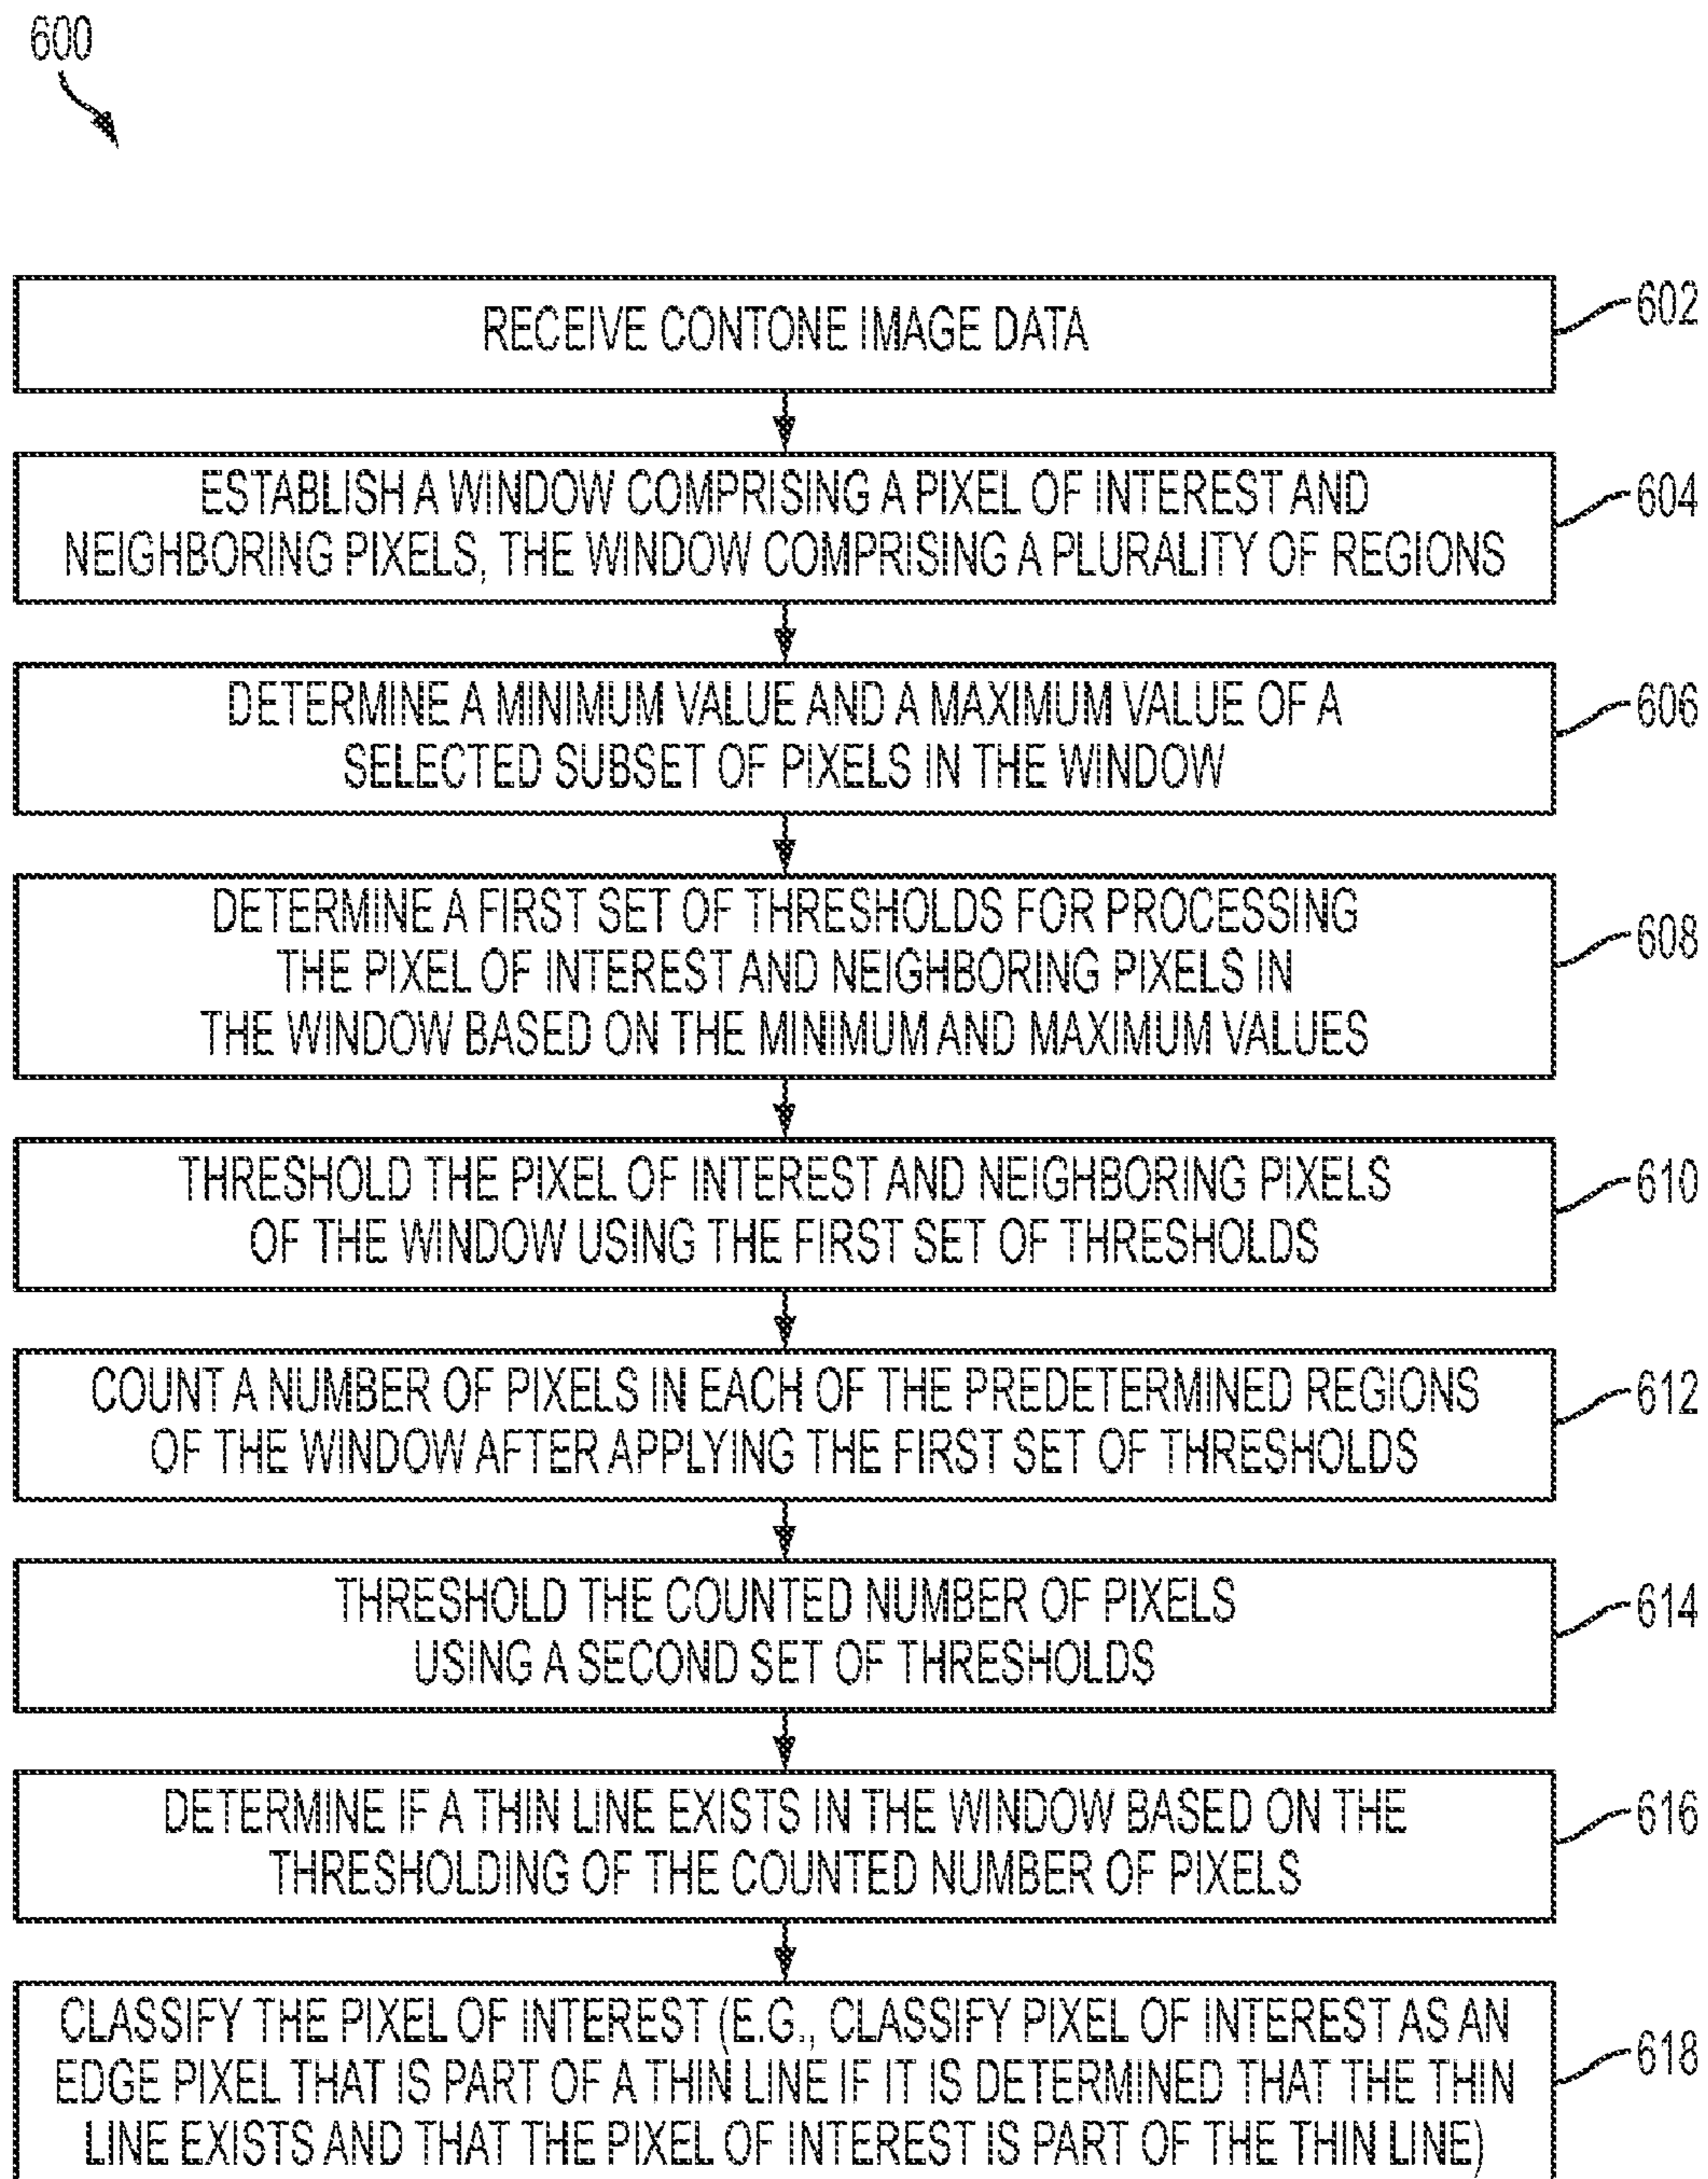 600
RECEIVE CONTONE IMAGE DATA
602
ESTABLISH A WINDOW COMPRISING A PIXEL OF INTEREST AND
NEIGHBORING PIXELS, THE WINDOW COMPRISING A PLURALITY OF REGIONS
604
DETERMINE A MINIMUM VALUE AND A MAXIMUM VALUE OF A
SELECTED SUBSET OF PIXELS IN THE WINDOW
606
DETERMINE A FIRST SET OF THRESHOLDS FOR PROCESSING
THE PIXEL OF INTEREST AND NEIGHBORING PIXELS IN
THE WINDOW BASED ON THE MINIMUM AND MAXIMUM VALUES
608
THRESHOLD THE PIXEL OF INTEREST AND NEIGHBORING PIXELS
OF THE WINDOW USING THE FIRST SET OF THRESHOLDS
610
COUNT A NUMBER OF PIXELS IN EACH OF THE PREDETERMINED REGIONS
OF THE WINDOW AFTER APPLYING THE FIRST SET OF THRESHOLDS
612
THRESHOLD THE COUNTED NUMBER OF PIXELS
USING A SECOND SET OF THRESHOLDS
614
DETERMINE IF A THIN LINE EXISTS IN THE WINDOW BASED ON THE
THRESHOLDING OF THE COUNTED NUMBER OF PIXELS
616
CLASSIFY THE PIXEL OF INTEREST (E.G., CLASSIFY PIXEL OF INTEREST AS AN
EDGE PIXEL THAT IS PART OF A THIN LINE IF IT IS DETERMINED THAT THE THIN
LINE EXISTS AND THAT THE PIXEL OF INTEREST IS PART OF THE THIN LINE)
618